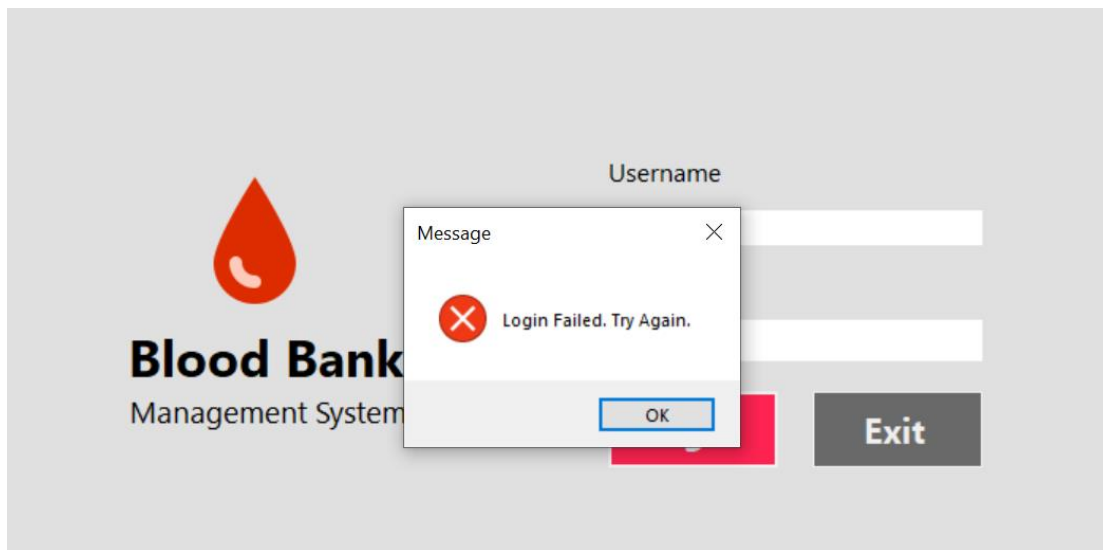 Username
Message
Login Failed. Try Again.
Blood Bank
Management System
OK
Exit